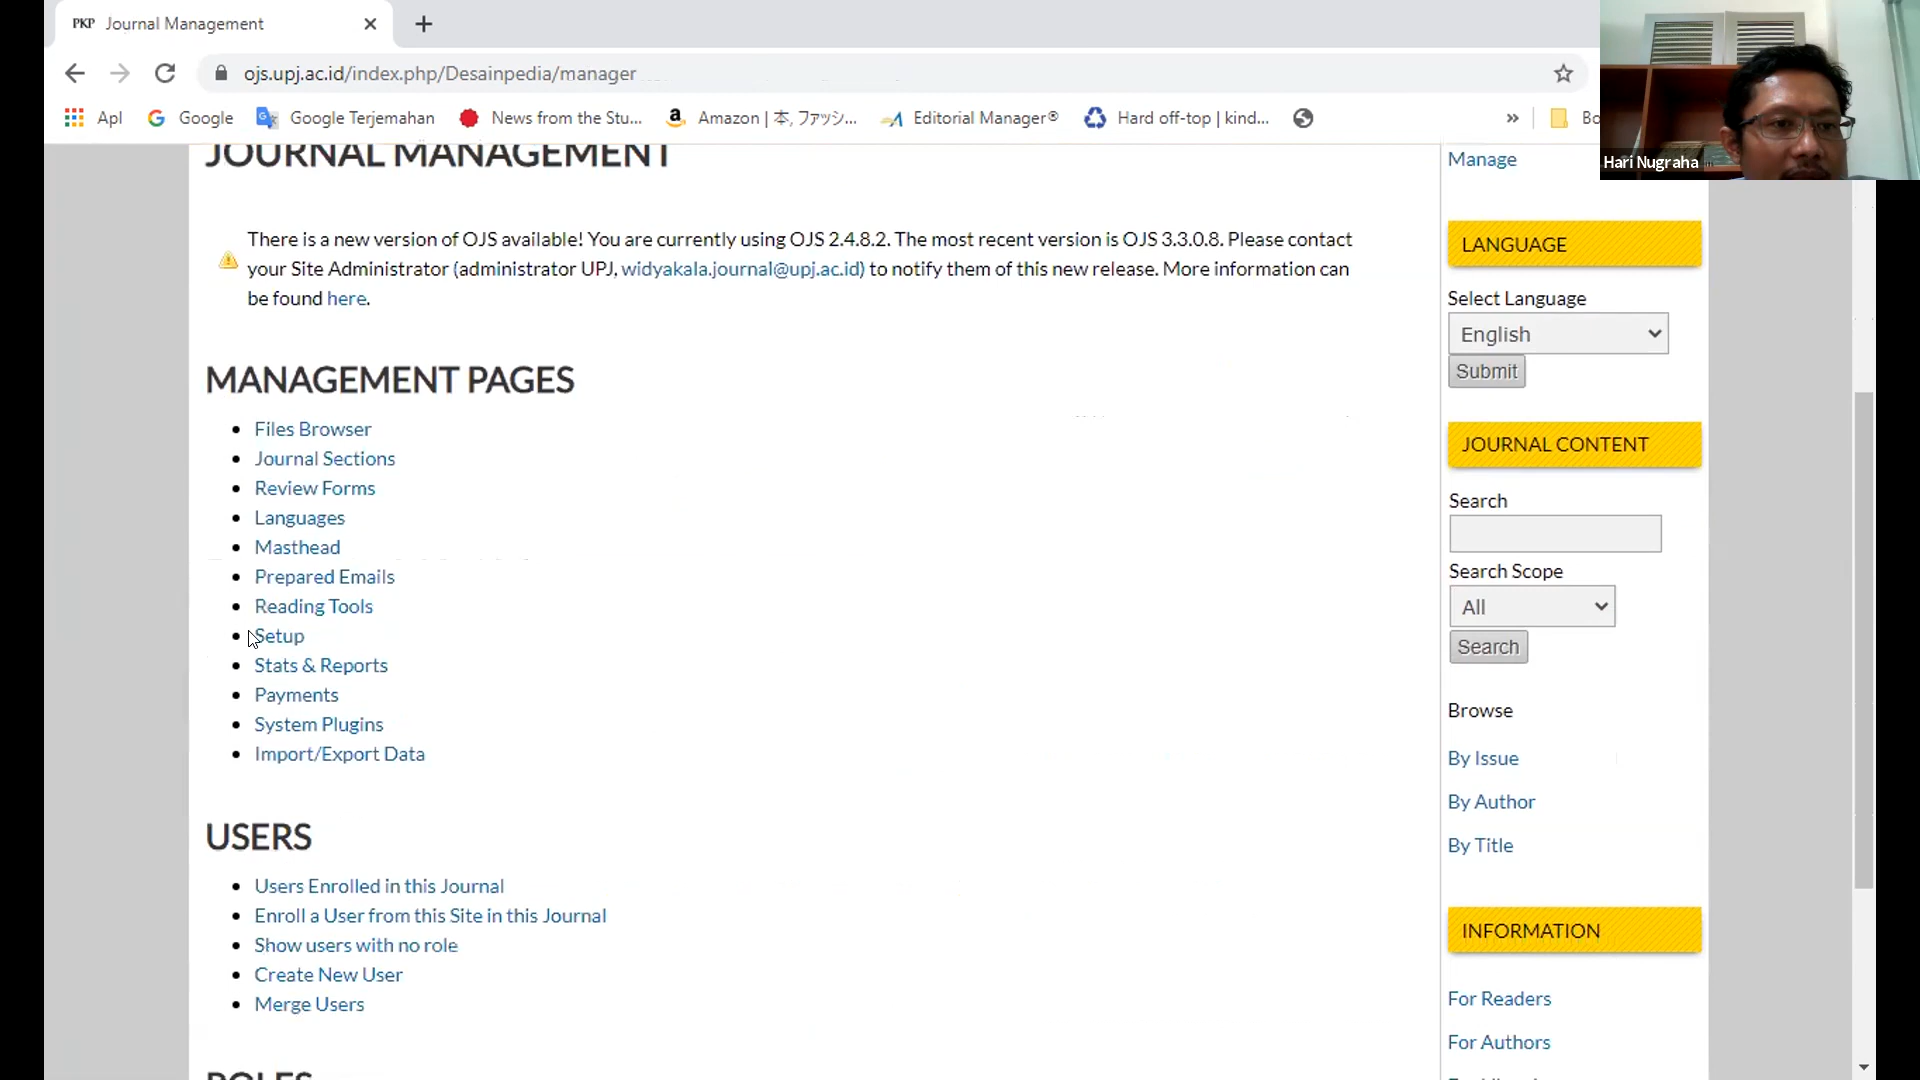 PKP Journal Management
ojs.upj.ac.id/index.php/Desainpedia/manager
Apl Google Google Terjemahan News from the Stu... Amazon | 本, ファッシ... Editorial Manager® Hard off-top | kind... » Bo
Hari Nugraha
JOURNAL MANAGEMENT
There is a new version of OJS available! You are currently using OJS 2.4.8.2. The most recent version is OJS 3.3.0.8. Please contact
your Site Administrator (administrator UPJ, widyakala.journal@upj.ac.id) to notify them of this new release. More information can
be found here.
MANAGEMENT PAGES
Files Browser
Journal Sections
Review Forms
Languages
Masthead
Prepared Emails
Reading Tools
Setup
Stats & Reports
Payments
System Plugins
Import/Export Data
USERS
Users Enrolled in this Journal
Enroll a User from this Site in this Journal
Show users with no role
Create New User
Merge Users
ROLES
Manage
LANGUAGE
Select Language
English
Submit
JOURNAL CONTENT
Search
Search Scope
All
Search
Browse
By Issue
By Author
By Title
INFORMATION
For Readers
For Authors